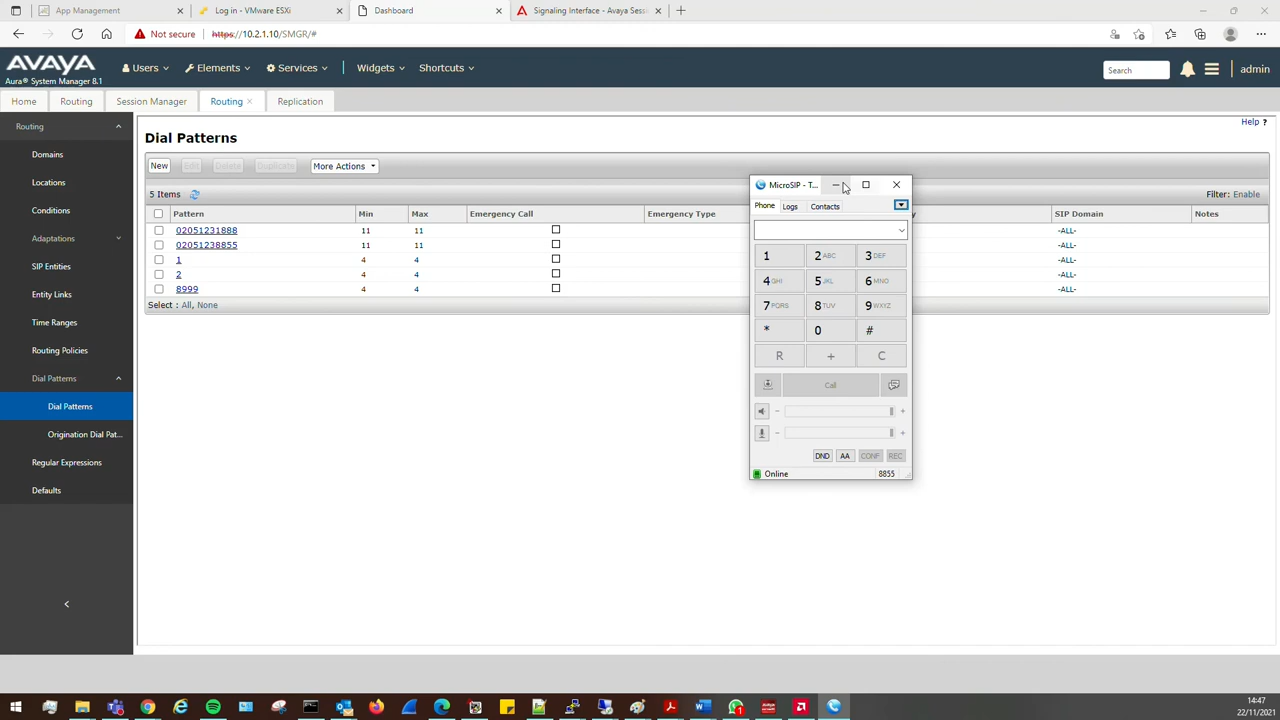 App Management
Log in - VMware ESXi
Dashboard
Signaling Interface - Avaya Sess
Not secure
https://10.2.1.10/SMGR/#
AVAYA
Aura® System Manager 8.1
Users
Elements
Services
Widgets
Shortcuts
Search
admin
Home
Routing
Session Manager
Routing ×
Replication
Routing
Domains
Locations
Conditions
Adaptations
SIP Entities
Entity Links
Time Ranges
Routing Policies
Dial Patterns
Dial Patterns
Origination Dial Pat...
Regular Expressions
Defaults
Help ?
Dial Patterns
New Edit Delete Duplicate More Actions
5 Items
Filter: Enable
Pattern Min Max Emergency Call Emergency Type SIP Domain Notes
02051231888 11 11 -ALL-
02051238855 11 11 -ALL-
1 4 4 -ALL-
2 4 4 -ALL-
8999 4 4 -ALL-
Select : All, None
MicroSIP - T...
Phone Logs Contacts
1 2 ABC 3 DEF
4 GHI 5 JKL 6 MNO
7 PQRS 8 TUV 9 WXYZ
* 0 #
R + C
Call
DND AA CONF REC
Online 8855
14:47
22/11/2021